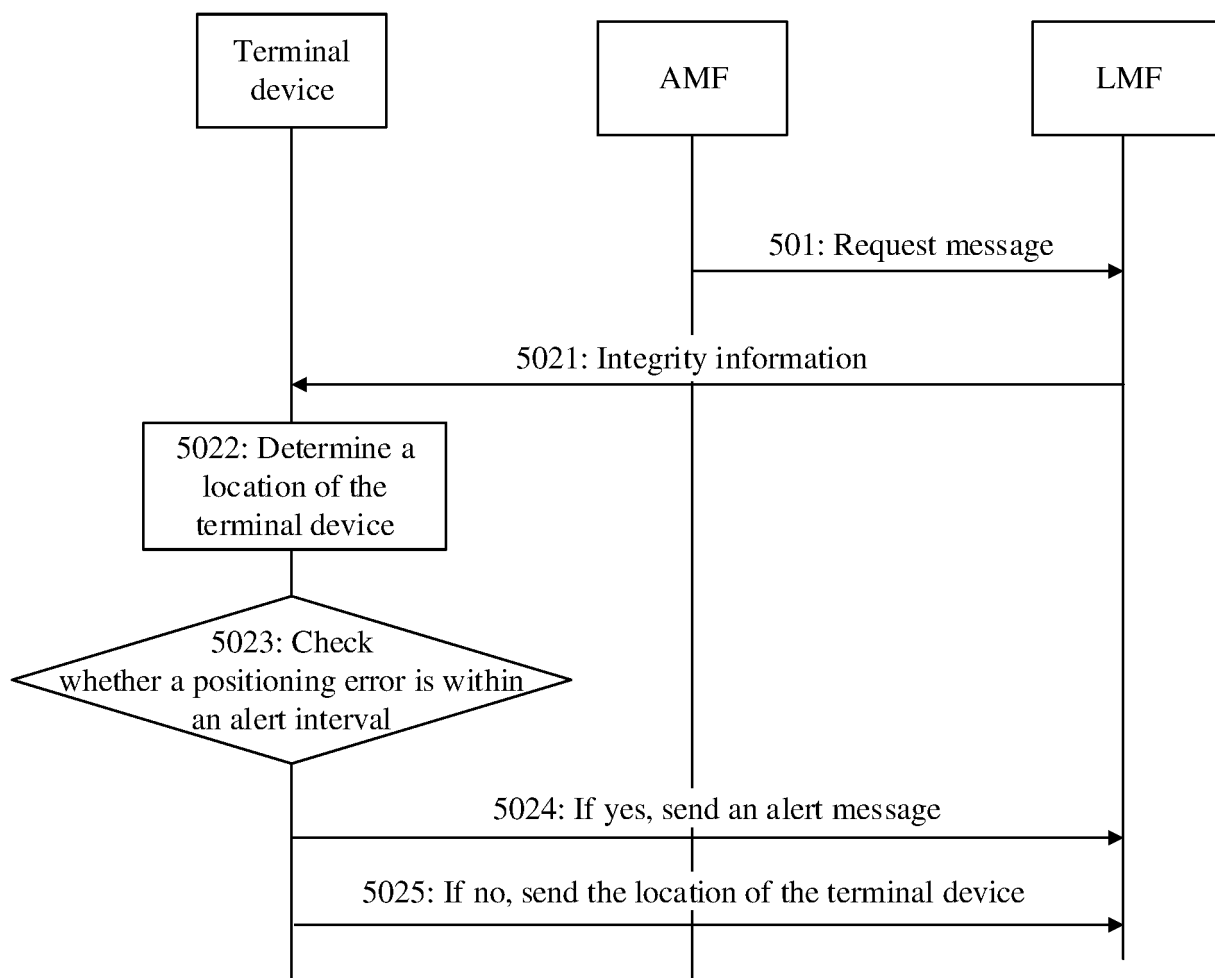 Terminal
device
AMF
LMF
501: Request message
5021: Integrity information
5022: Determine a
location of the
terminal device
5023: Check
whether a positioning error is within
an alert interval
5024: If yes, send an alert message
5025: If no, send the location of the terminal device